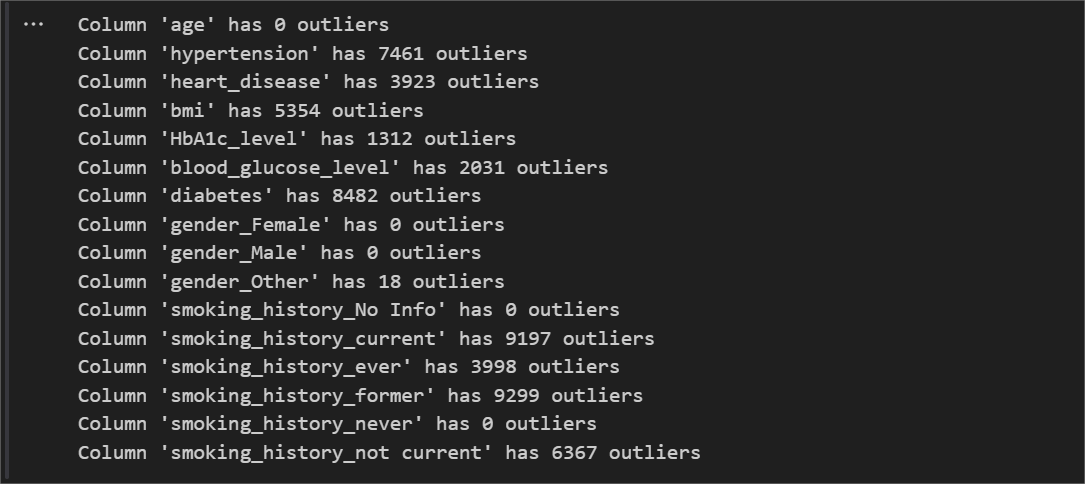 Column 'age' has 0 outliers
Column 'hypertension' has 7461 outliers
Column 'heart_disease' has 3923 outliers
Column 'bmi' has 5354 outliers
Column 'HbA1c_level' has 1312 outliers
Column 'blood_glucose_level' has 2031 outliers
Column 'diabetes' has 8482 outliers
Column 'gender_Female' has 0 outliers
Column 'gender_Male' has 0 outliers
Column 'gender_Other' has 18 outliers
Column 'smoking_history_No Info' has 0 outliers
Column 'smoking_history_current' has 9197 outliers
Column 'smoking_history_ever' has 3998 outliers
Column 'smoking_history_former' has 9299 outliers
Column 'smoking_history_never' has 0 outliers
Column 'smoking_history_not current' has 6367 outliers